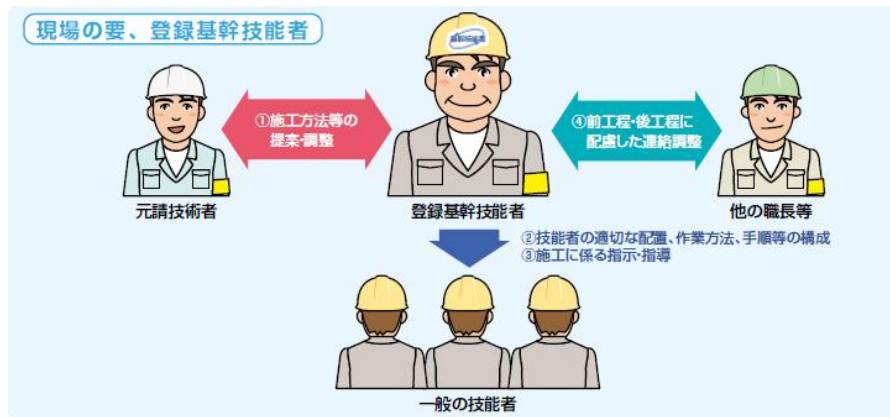 現場の要、登録基幹技能者
①施工方法等の
提案・調整
④前工程・後工程に
配慮した連絡調整
元請技術者
登録基幹技能者
他の職長等
②技能者の適切な配置、作業方法、手順等の構成
③施工に係る指示・指導
一般の技能者